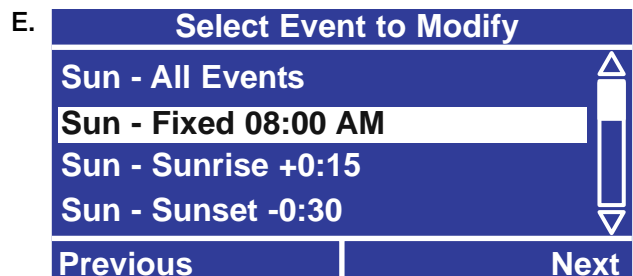 E.
Select Event to Modify
Sun - All Events
Sun - Fixed 08:00 AM
Sun - Sunrise +0:15
Sun - Sunset -0:30
Previous Next